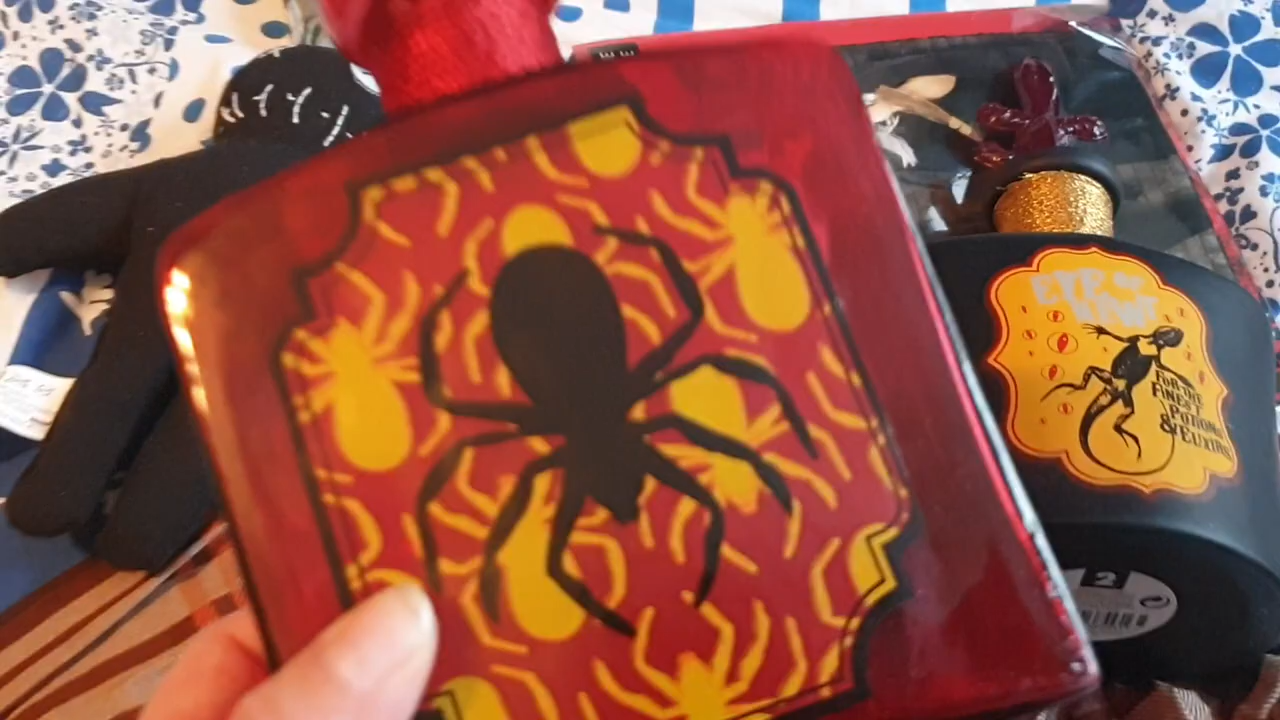 EYE OF
NEWT
FOR THE
FINEST
POTIONS
& ELIXIRS
2